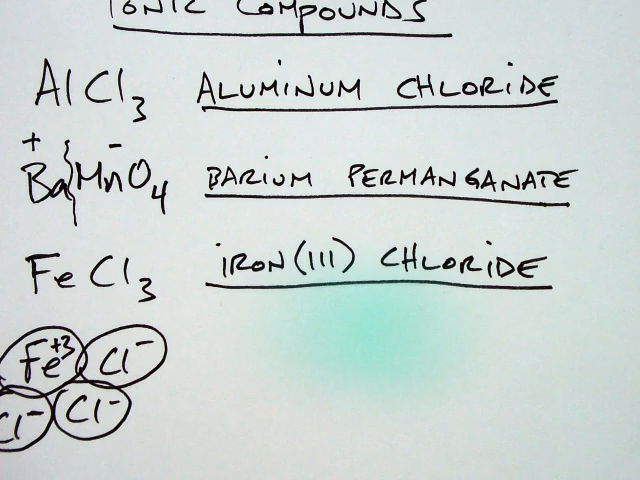 IONIC COMPOUNDS
AlCl3 ALUMINUM CHLORIDE
+ -
Ba{MnO4 BARIUM PERMANGANATE
FeCl3 IRON(III) CHLORIDE
Fe+3 Cl-
Cl- Cl-